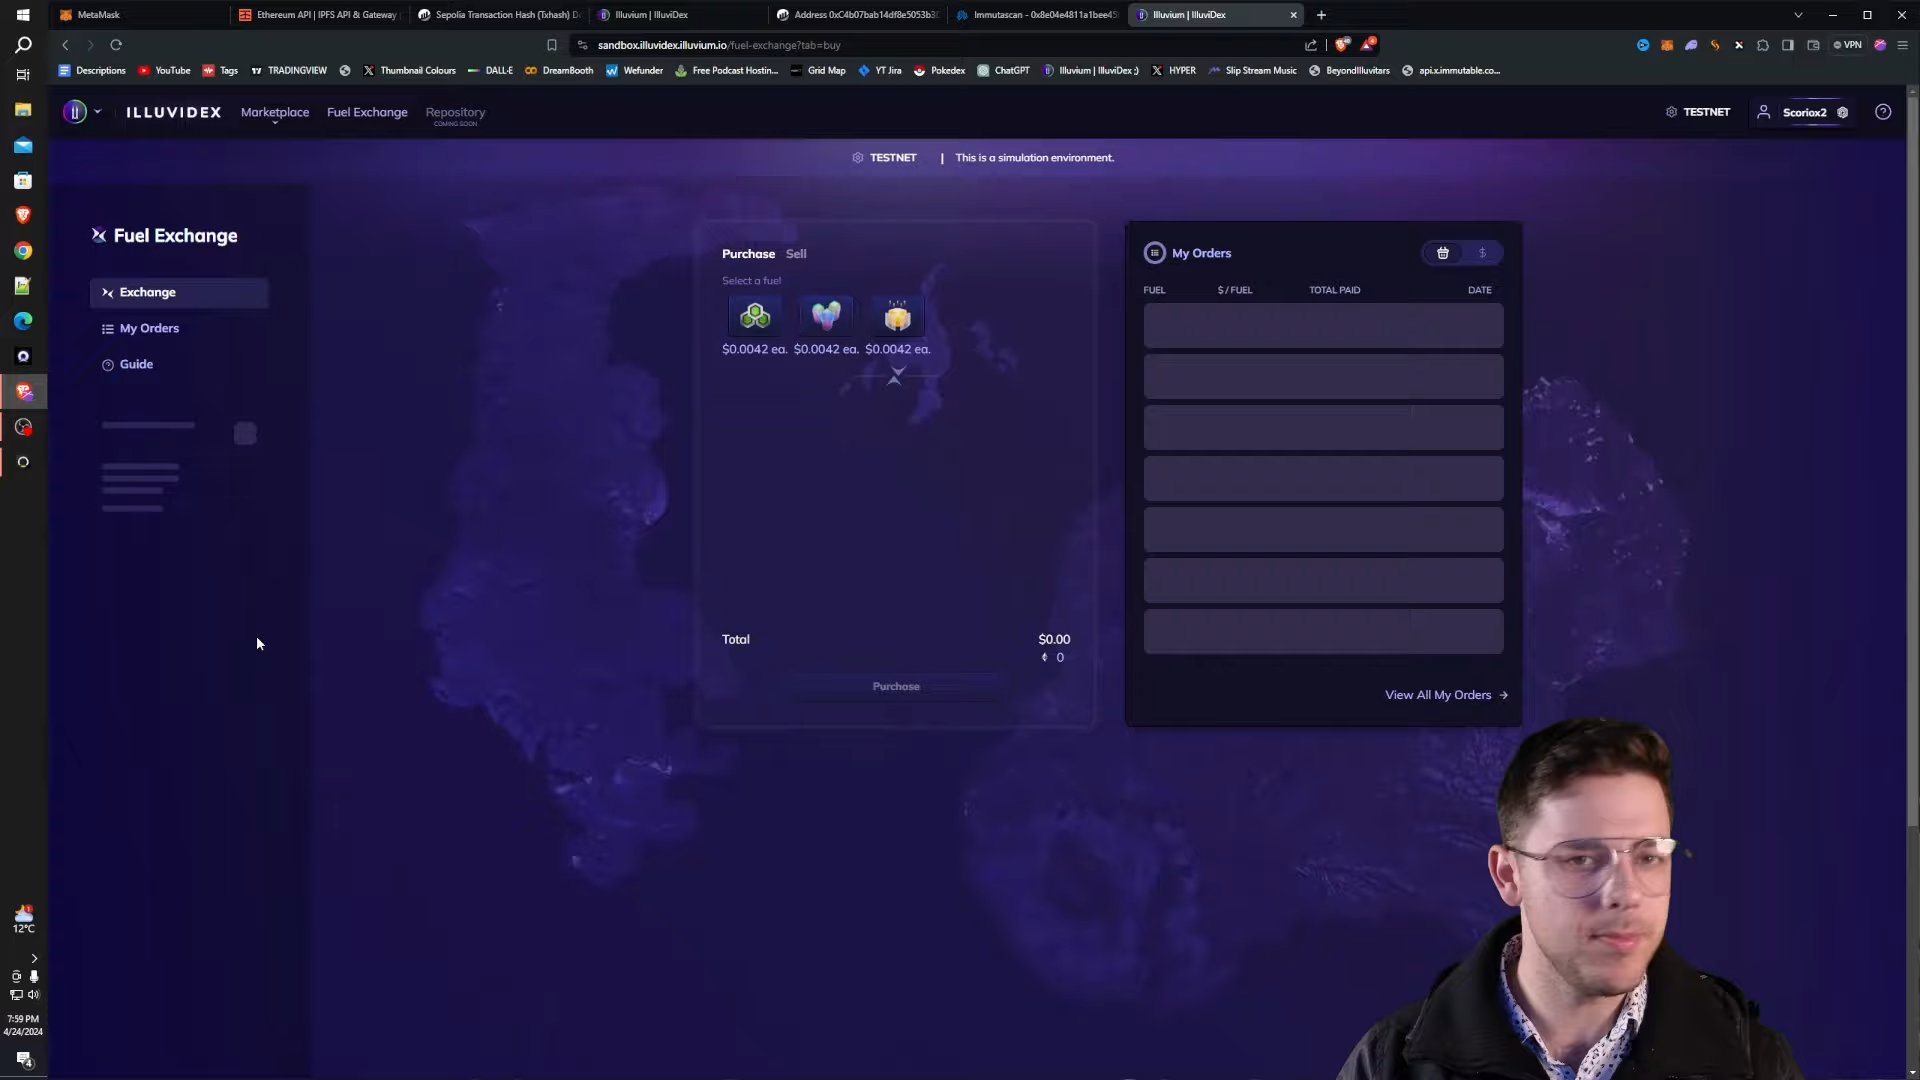 MetaMask
Ethereum API | IPFS API & Gateway
Sepolia Transaction Hash (Txhash) De
Illuvium | IlluviDex
Address 0xC4b07bab14df8e5053b3
Immutascan - 0x8e04e4811a1bee45
Illuvium | IlluviDex
sandbox.illuvidex.illuvium.io/fuel-exchange?tab=buy
VPN
Descriptions
YouTube
Tags
TRADINGVIEW
Thumbnail Colours
DALL·E
DreamBooth
Wefunder
Free Podcast Hostin...
Grid Map
YT Jira
Pokedex
ChatGPT
Illuvium | IlluviDex ;)
HYPER
Slip Stream Music
BeyondIlluvitars
api.x.immutable.co...
ILLUVIDEX
Marketplace
Fuel Exchange
Repository
COMING SOON
TESTNET
Scoriox2
TESTNET | This is a simulation environment.
Fuel Exchange
Exchange
My Orders
Guide
Purchase Sell
Select a fuel
$0.0042 ea. $0.0042 ea. $0.0042 ea.
Total $0.00
0
Purchase
My Orders
$
FUEL $ / FUEL TOTAL PAID DATE
View All My Orders
12°C
7:59 PM
4/24/2024
4